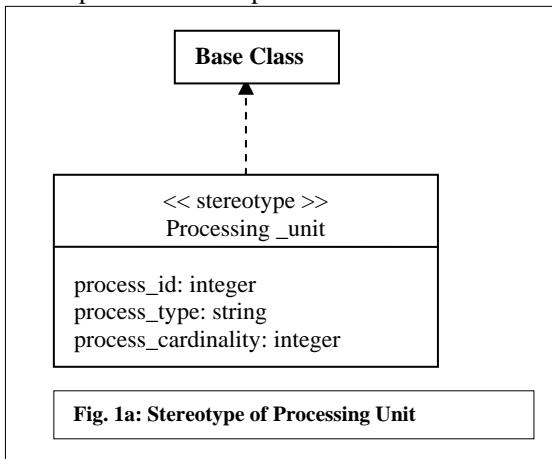 Base Class
<< stereotype >>
Processing _unit
process_id: integer
process_type: string
process_cardinality: integer
Fig. 1a: Stereotype of Processing Unit